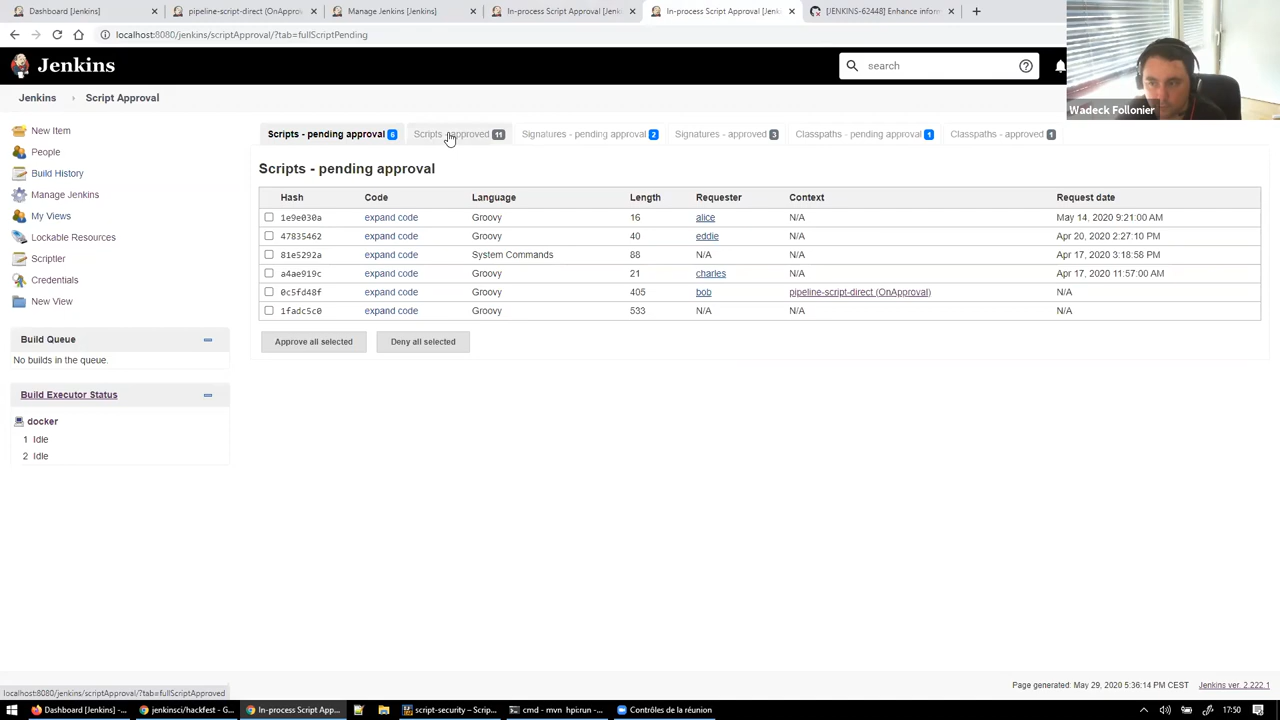 Dashboard [Jenkins]
pipeline-script-direct (OnApprov
Manage Jenkins [Jenkins]
In-process Script Approval [Jenk
In-process Script Approval [Jenk
[JENKINS-62448] Enhance inform
localhost:8080/jenkins/scriptApproval/?tab=fullScriptPending
Jenkins
search
Wadeck Follonier
Jenkins
Script Approval
New Item
People
Build History
Manage Jenkins
My Views
Lockable Resources
Scriptler
Credentials
New View
Build Queue
No builds in the queue.
Build Executor Status
docker
1 Idle
2 Idle
Scripts - pending approval 6
Scripts approved 11
Signatures - pending approval 2
Signatures - approved 3
Classpaths - pending approval 1
Classpaths - approved 1
Scripts - pending approval
Hash Code Language Length Requester Context Request date
1e9e030a expand code Groovy 16 alice N/A May 14, 2020 9:21:00 AM
47835462 expand code Groovy 40 eddie N/A Apr 20, 2020 2:27:10 PM
81e5292a expand code System Commands 88 N/A N/A Apr 17, 2020 3:18:58 PM
a4ae919c expand code Groovy 21 charles N/A Apr 17, 2020 11:57:00 AM
0c5fd48f expand code Groovy 405 bob pipeline-script-direct (OnApproval) N/A
1fadc5c0 expand code Groovy 533 N/A N/A N/A
Approve all selected
Deny all selected
Page generated: May 29, 2020 5:36:14 PM CEST
Jenkins ver. 2.222.1
localhost:8080/jenkins/scriptApproval/?tab=fullScriptApproved
Dashboard [Jenkins] -...
jenkinsci/hackfest - G...
In-process Script App...
script-security – Scrip...
cmd - mvn hpi:run -...
Contrôles de la réunion
17:50